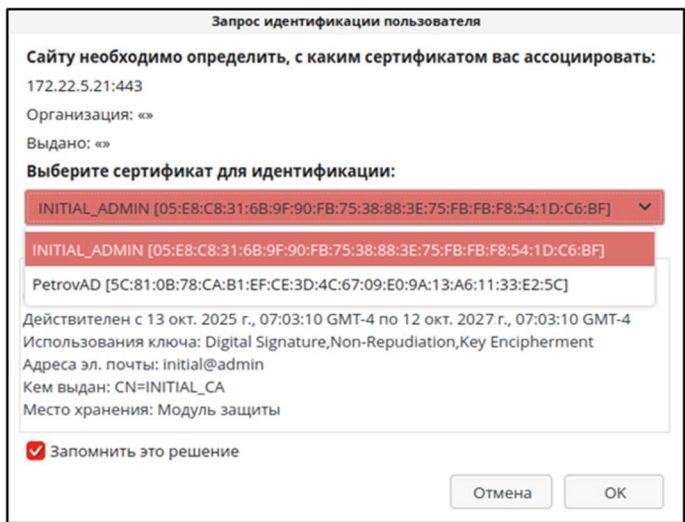 Запрос идентификации пользователя
Сайту необходимо определить, с каким сертификатом вас ассоциировать:
172.22.5.21:443
Организация: «»
Выдано: «»
Выберите сертификат для идентификации:
INITIAL_ADMIN [05:E8:C8:31:6B:9F:90:FB:75:38:88:3E:75:FB:FB:F8:54:1D:C6:BF]
INITIAL_ADMIN [05:E8:C8:31:6B:9F:90:FB:75:38:88:3E:75:FB:FB:F8:54:1D:C6:BF]
PetrovAD [5C:81:0B:78:CA:B1:EF:CE:3D:4C:67:09:E0:9A:13:A6:11:33:E2:5C]
Действителен с 13 окт. 2025 г., 07:03:10 GMT-4 по 12 окт. 2027 г., 07:03:10 GMT-4
Использования ключа: Digital Signature,Non-Repudiation,Key Encipherment
Адреса эл. почты: initial@admin
Кем выдан: CN=INITIAL_CA
Место хранения: Модуль защиты
Запомнить это решение
Отмена
OK